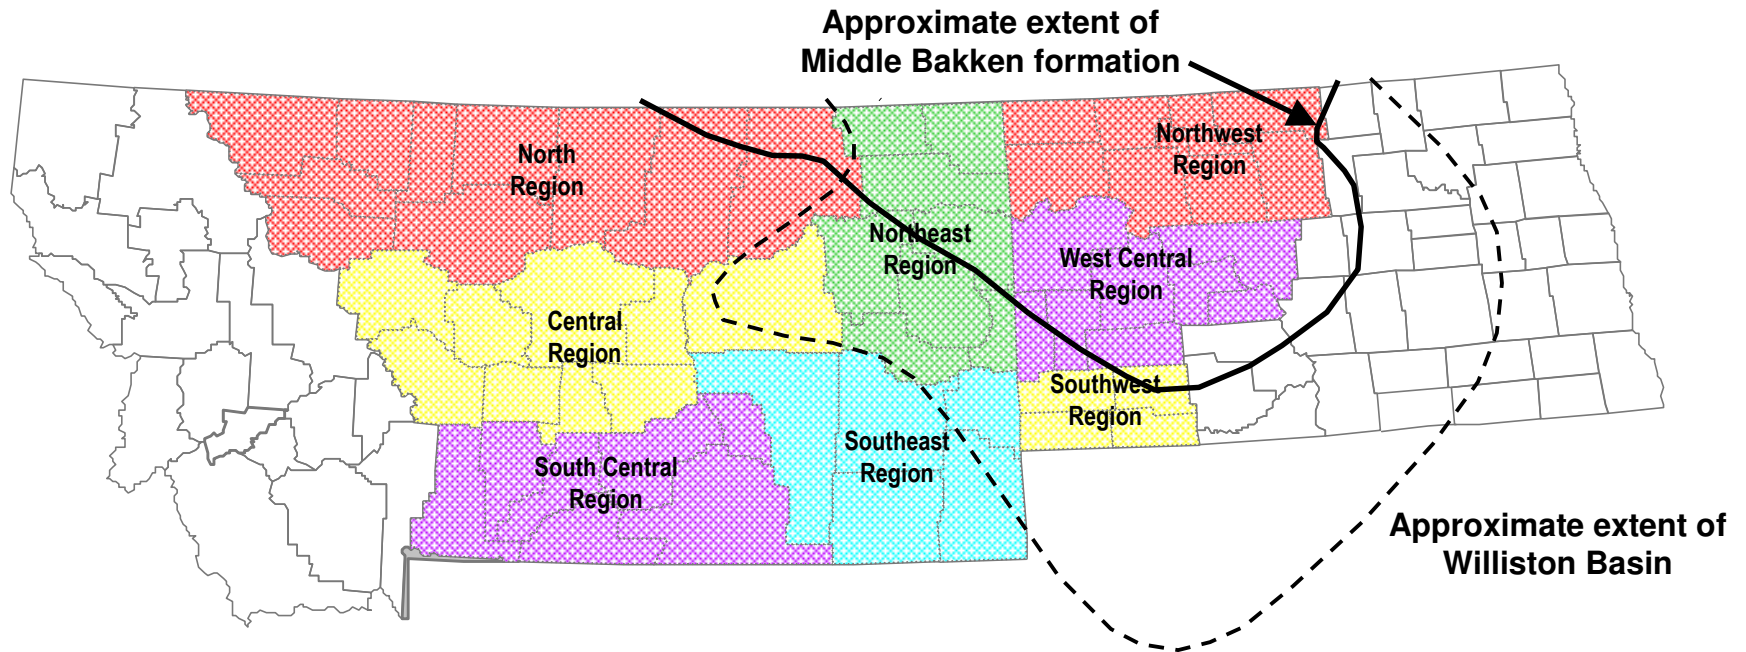 Approximate extent of
Middle Bakken formation
North
Region
Northwest
Region
Northeast
Region
West Central
Region
Central
Region
Southwest
Region
Southeast
Region
South Central
Region
Approximate extent of
Williston Basin